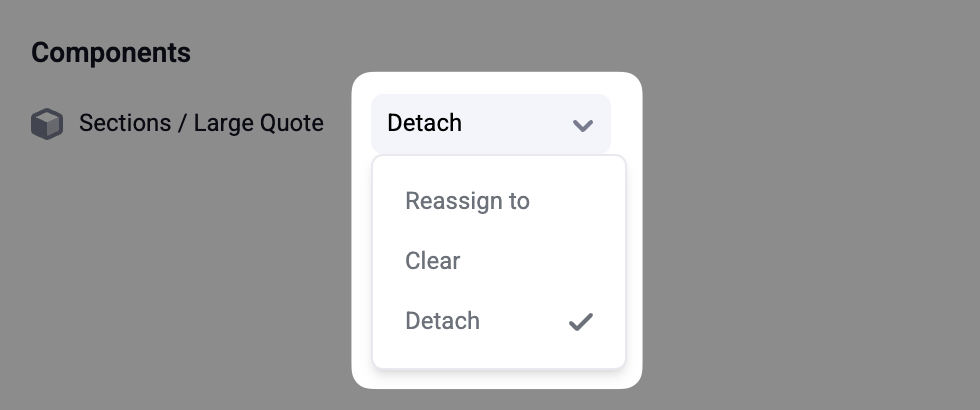 Components
Sections / Large Quote
Detach
Reassign to
Clear
Detach